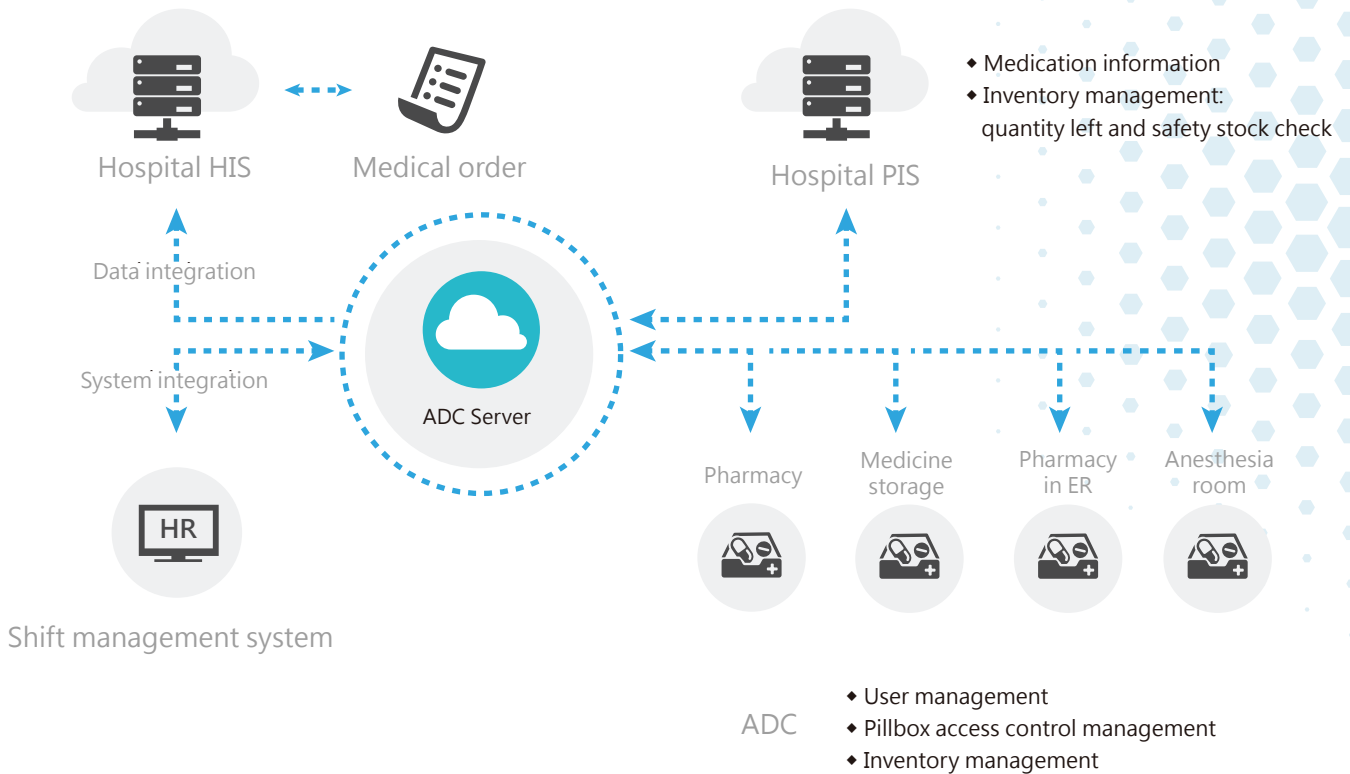 Hospital HIS
Medical order
Hospital PIS
◆ Medication information
◆ Inventory management:
quantity left and safety stock check
Data integration
System integration
ADC Server
Pharmacy
Medicine
storage
Pharmacy
in ER
Anesthesia
room
HR
Shift management system
ADC
◆ User management
◆ Pillbox access control management
◆ Inventory management